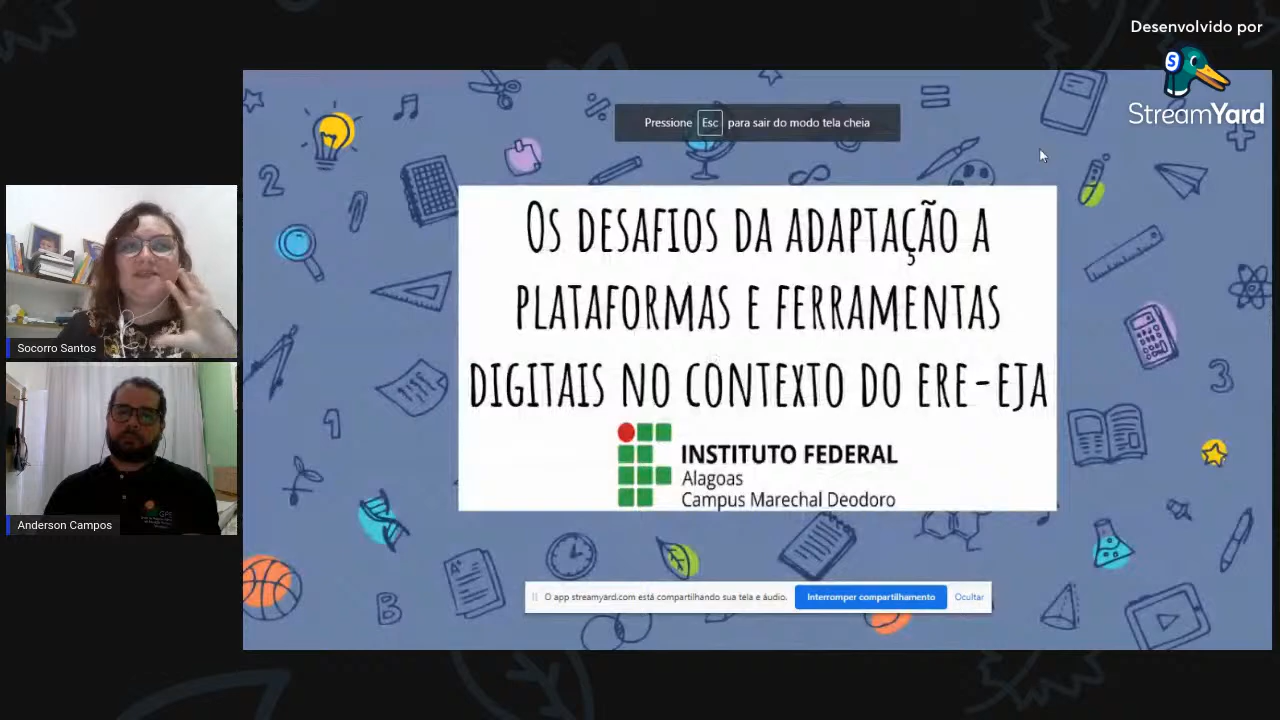 Desenvolvido por
StreamYard
Pressione Esc para sair do modo tela cheia
OS DESAFIOS DA ADAPTAÇÃO A
PLATAFORMAS E FERRAMENTAS
DIGITAIS NO CONTEXTO DO ERE-EJA
INSTITUTO FEDERAL
Alagoas
Campus Marechal Deodoro
Socorro Santos
Anderson Campos
O app streamyard.com está compartilhando sua tela e áudio.
Interromper compartilhamento
Ocultar